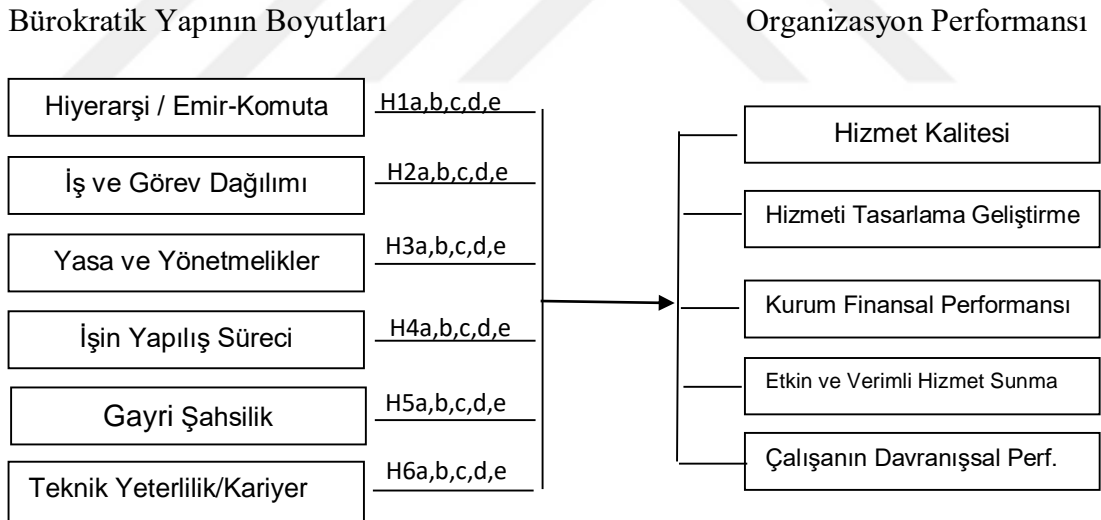 Bürokratik Yapının Boyutları
Organizasyon Performansı
Hiyerarşi / Emir-Komuta
H1a,b,c,d,e
İş ve Görev Dağılımı
H2a,b,c,d,e
Yasa ve Yönetmelikler
H3a,b,c,d,e
İşin Yapılış Süreci
H4a,b,c,d,e
Gayri Şahsilik
H5a,b,c,d,e
Teknik Yeterlilik/Kariyer
H6a,b,c,d,e
Hizmet Kalitesi
Hizmeti Tasarlama Geliştirme
Kurum Finansal Performansı
Etkin ve Verimli Hizmet Sunma
Çalışanın Davranışsal Perf.